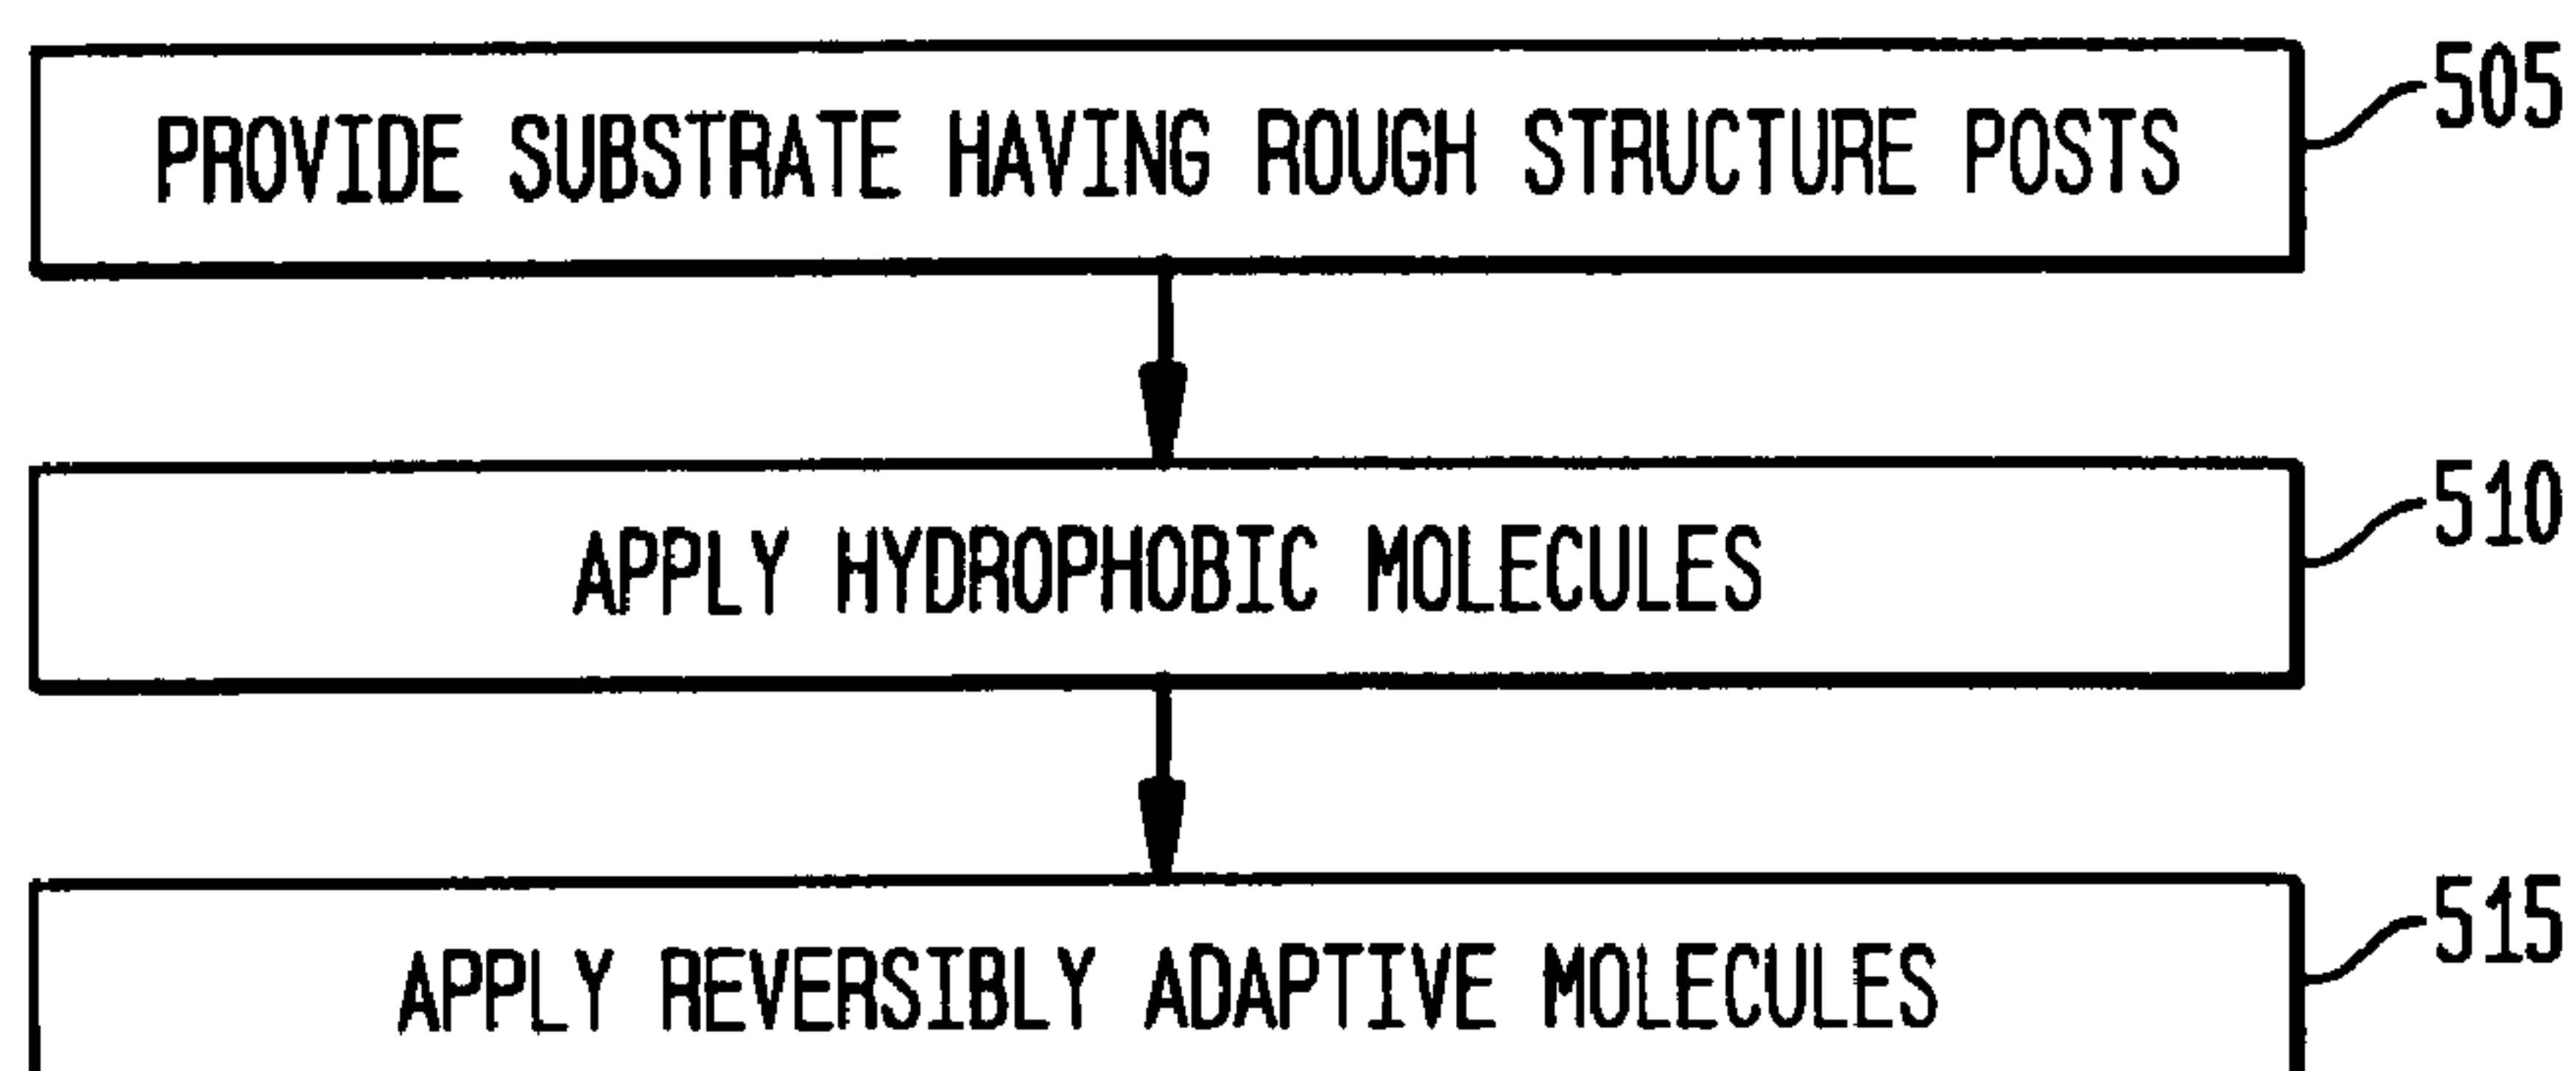 PROVIDE SUBSTRATE HAVING ROUGH STRUCTURE POSTS
505
APPLY HYDROPHOBIC MOLECULES
510
APPLY REVERSIBLY ADAPTIVE MOLECULES
515